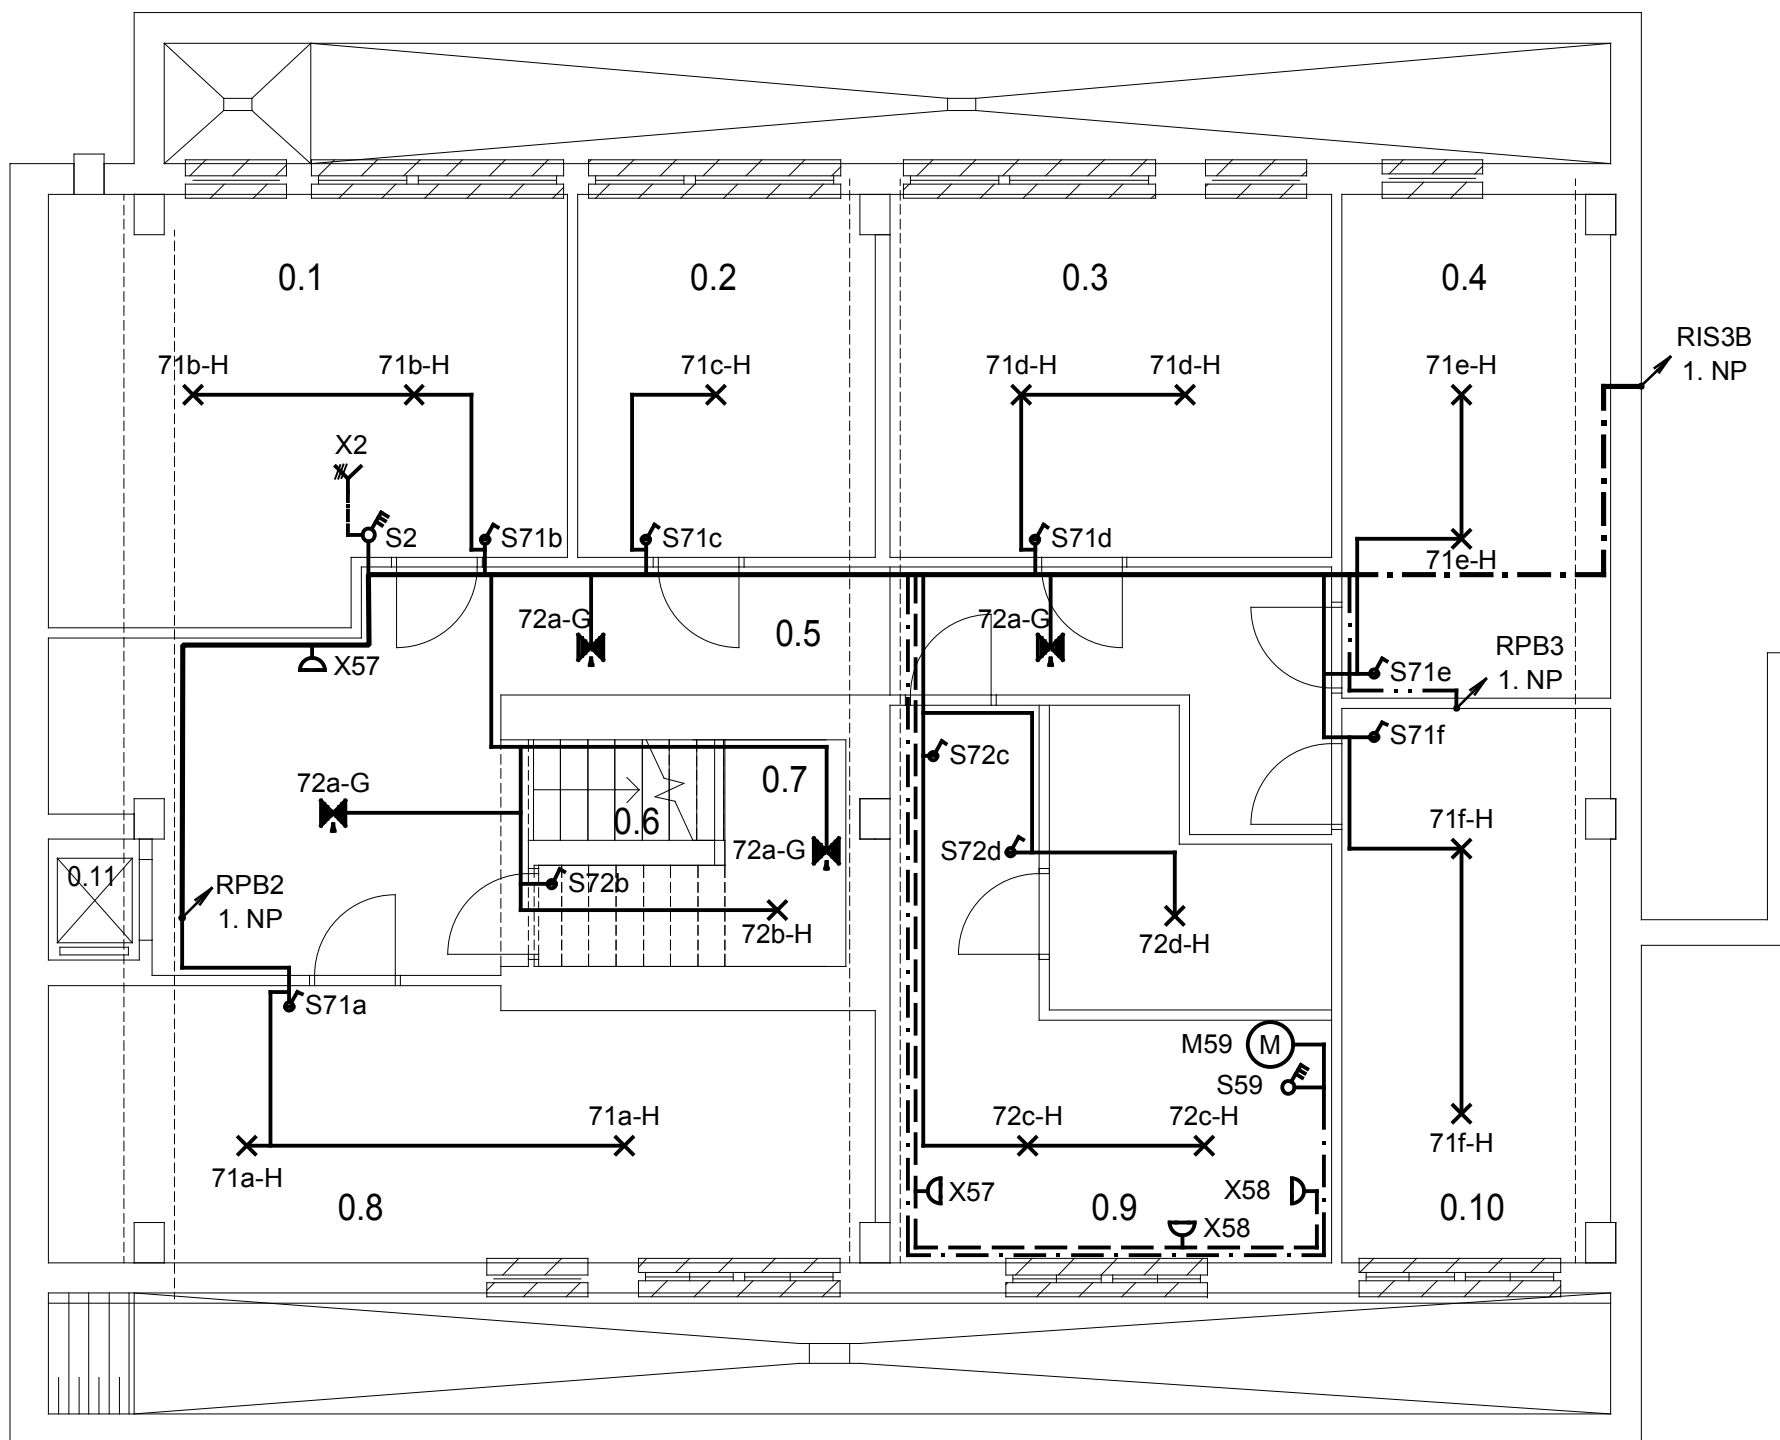 0.1
0.2
0.3
0.4
RIS3B
1. NP
71b-H
71b-H
71c-H
71d-H
71d-H
71e-H
X2
S2
S71b
S71c
S71d
71e-H
72a-G
0.5
72a-G
X57
S71e
RPB3
1. NP
S71f
S72c
72a-G
0.7
0.6
72a-G
S72d
71f-H
0.11
RPB2
1. NP
S72b
72b-H
72d-H
S71a
M59
M
S59
71a-H
71a-H
72c-H
72c-H
71f-H
X57
X58
X58
0.8
0.9
0.10